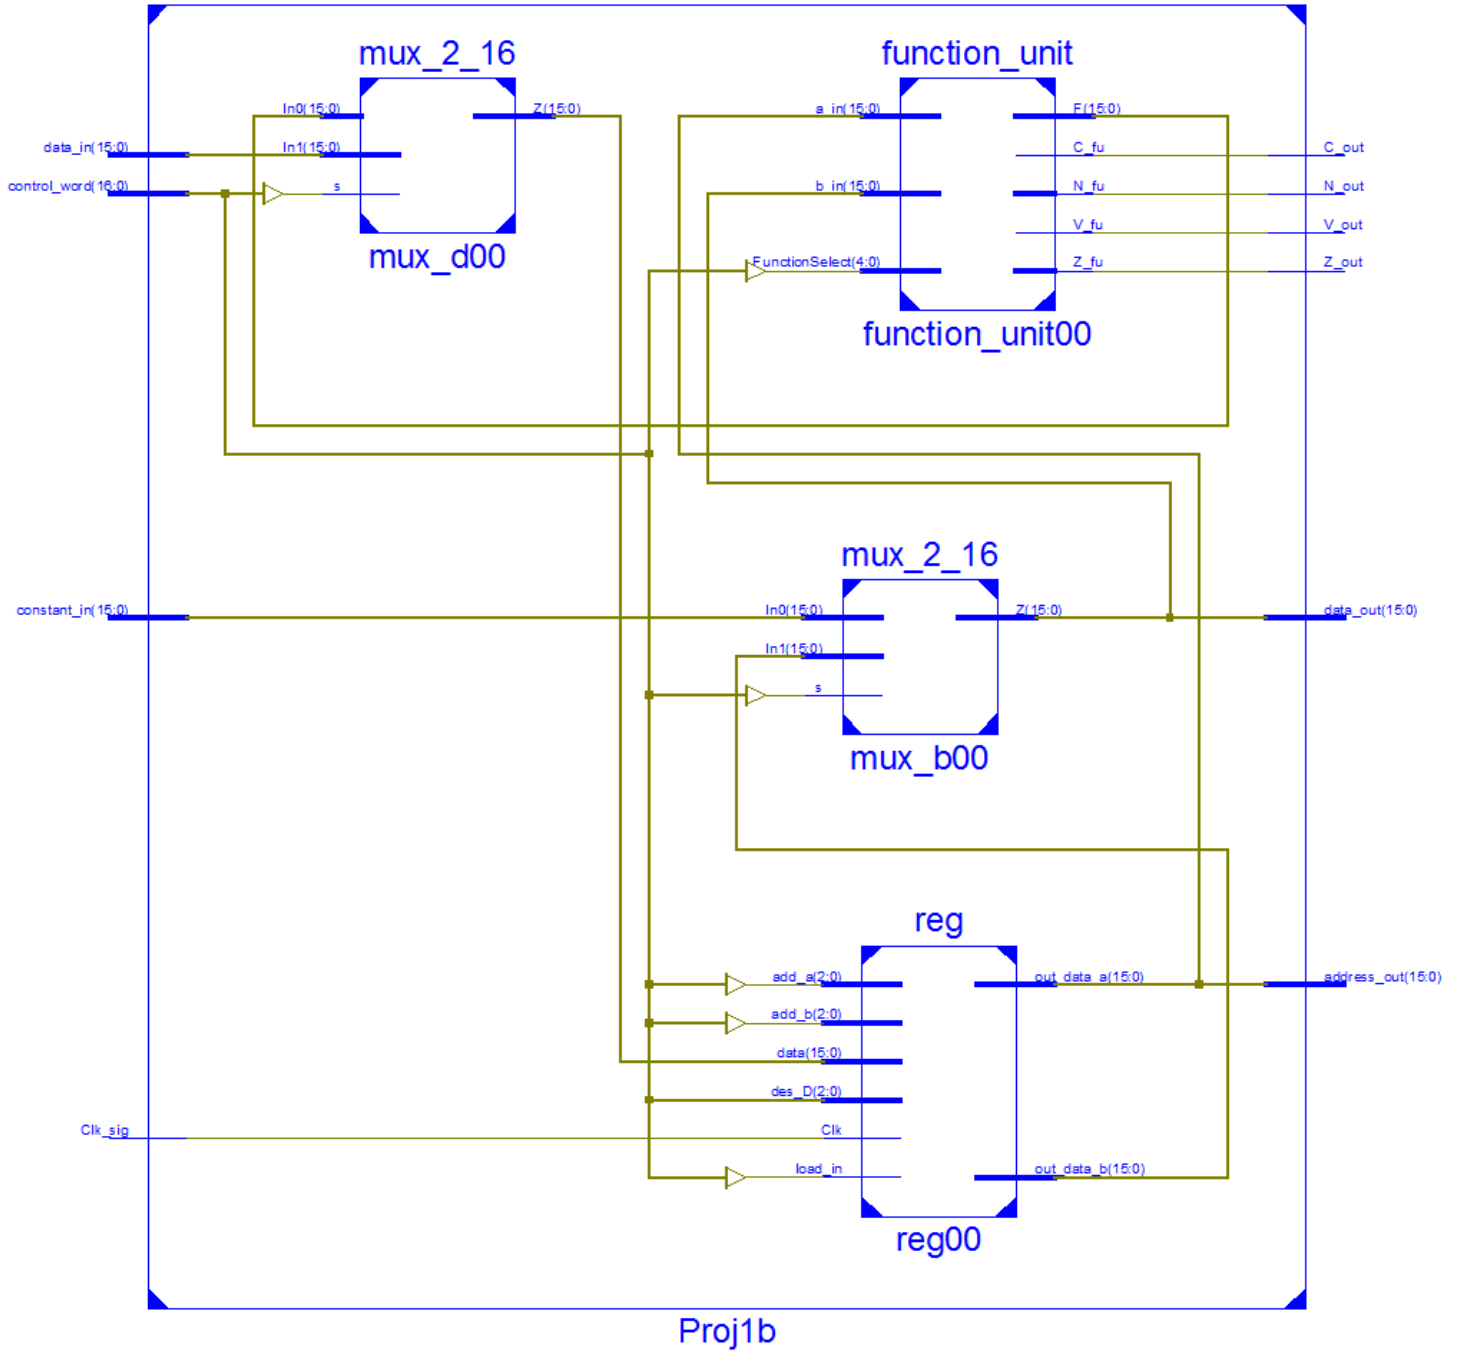 mux_2_16
function_unit
In0(15:0)
Z(15:0)
a_in(15:0)
F(15:0)
data_in(15:0)
In1(15:0)
C_fu
C_out
control_word(16:0)
s
b_in(15:0)
N_fu
N_out
V_fu
V_out
mux_d00
FunctionSelect(4:0)
Z_fu
Z_out
function_unit00
mux_2_16
constant_in(15:0)
In0(15:0)
Z(15:0)
data_out(15:0)
In1(15:0)
s
mux_b00
reg
add_a(2:0)
out_data_a(15:0)
address_out(15:0)
add_b(2:0)
data(15:0)
des_D(2:0)
Clk_sig
Clk
load_in
out_data_b(15:0)
reg00
Proj1b